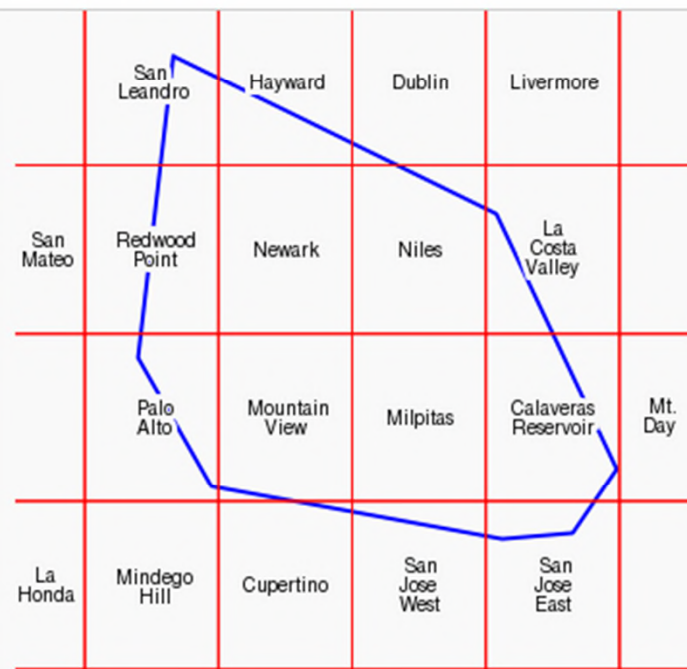 San
Leandro
Hayward
Dublin
Livermore
San
Mateo
Redwood
Point
Newark
Niles
La
Costa
Valley
Palo
Alto
Mountain
View
Milpitas
Calaveras
Reservoir
Mt.
Day
La
Honda
Mindego
Hill
Cupertino
San
Jose
West
San
Jose
East